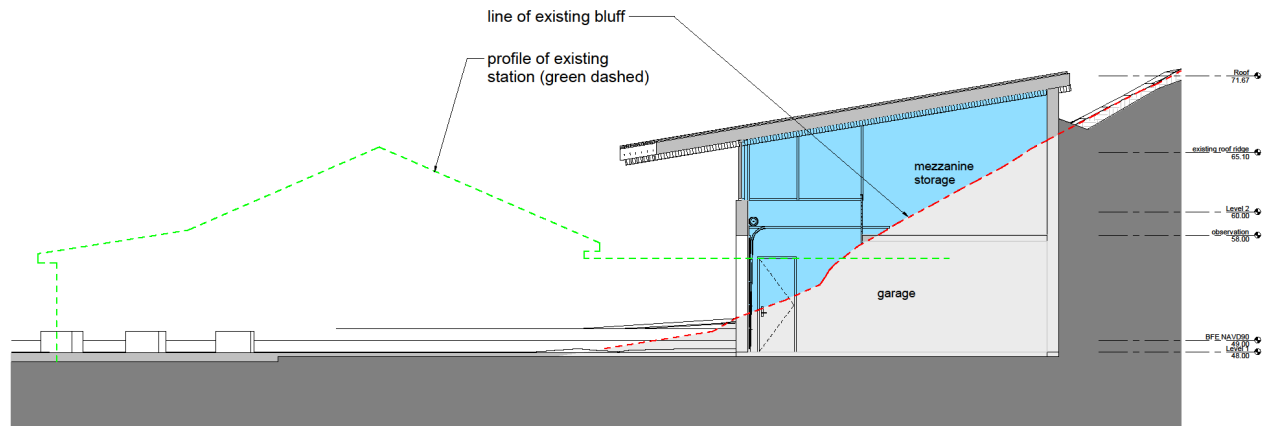 line of existing bluff
profile of existing
station (green dashed)
Roof
71.67
existing roof ridge
65.10
mezzanine
storage
Level 2
60.00
observation
58.00
garage
BFE NAVD90
49.00
Level 1
48.00